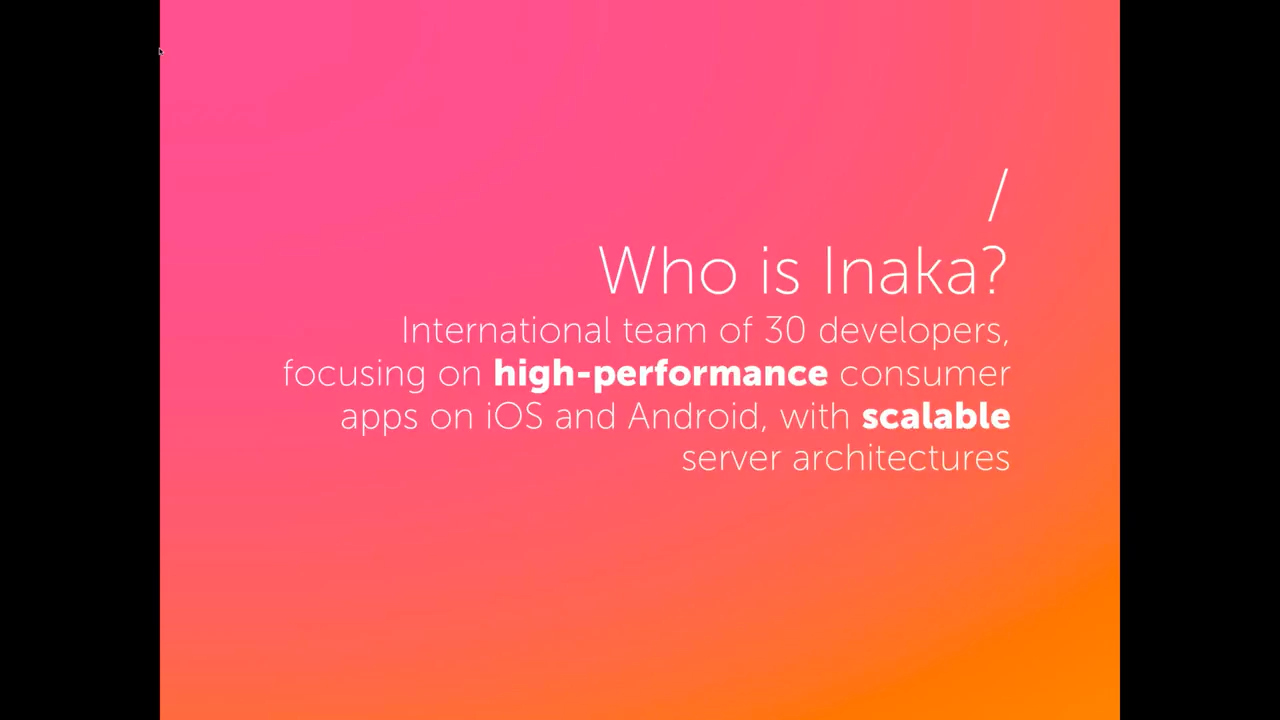 /
Who is Inaka?
International team of 30 developers,
focusing on high-performance consumer
apps on iOS and Android, with scalable
server architectures